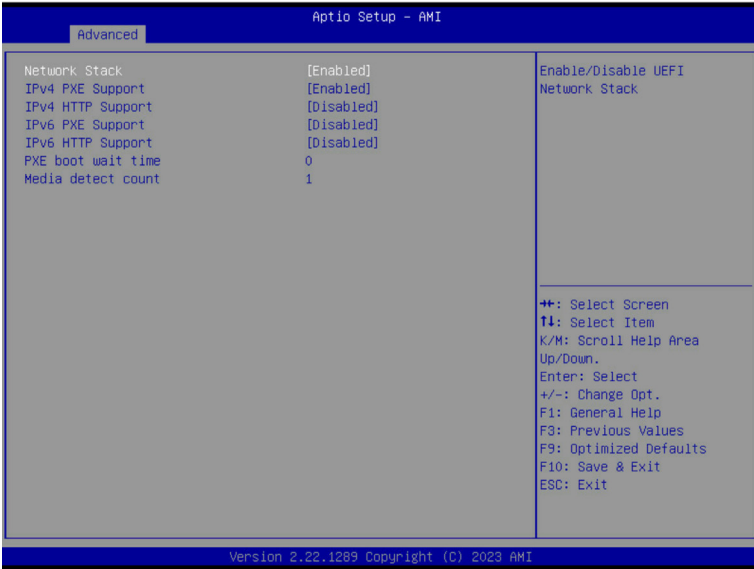 Aptio Setup – AMI
Advanced
Network Stack [Enabled]
IPv4 PXE Support [Enabled]
IPv4 HTTP Support [Disabled]
IPv6 PXE Support [Disabled]
IPv6 HTTP Support [Disabled]
PXE boot wait time 0
Media detect count 1
Enable/Disable UEFI
Network Stack
→←: Select Screen
↑↓: Select Item
K/M: Scroll Help Area
Up/Down.
Enter: Select
+/-: Change Opt.
F1: General Help
F3: Previous Values
F9: Optimized Defaults
F10: Save & Exit
ESC: Exit
Version 2.22.1289 Copyright (C) 2023 AMI